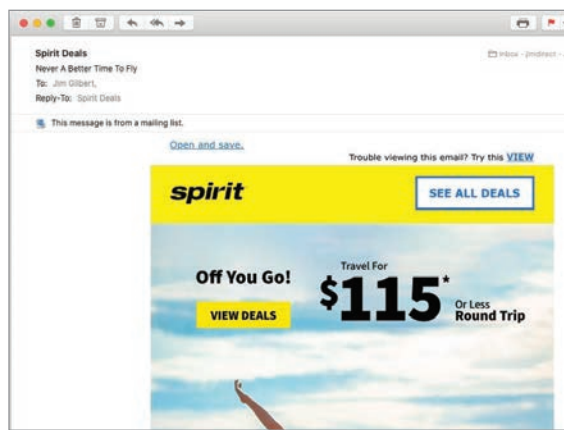 Spirit Deals
Never A Better Time To Fly
To: Jim Gilbert,
Reply-To: Spirit Deals
Inbox - jimdirect -
This message is from a mailing list.
Open and save.
Trouble viewing this email? Try this VIEW
spirit
SEE ALL DEALS
Off You Go!
VIEW DEALS
Travel For
$115*
Or Less
Round Trip